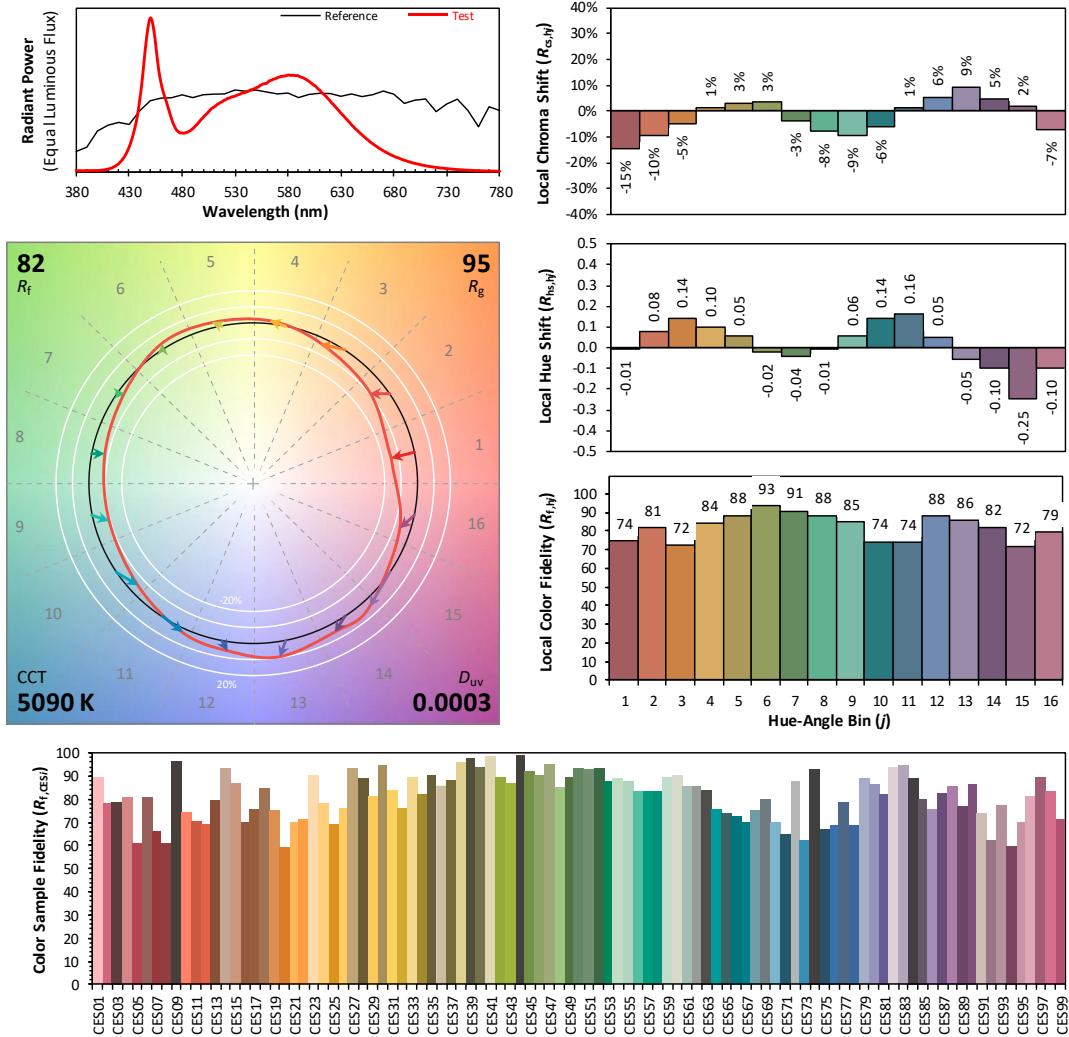 Radiant Power
(Equal Luminous Flux)
Reference
Test
380 430 480 530 580 630 680 730 780
Wavelength (nm)
Local Chroma Shift (Rcs,hj)
40%
30%
20%
10%
0%
-10%
-20%
-30%
-40%
-15% -10% -5% 1% 3% 3% -3% -8% -9% -6% 1% 6% 9% 5% 2% -7%
82
Rf
95
Rg
5 4
6 3
7 2
8 1
9 16
10 15
11 14
12 13
-20%
20%
CCT
5090 K
Duv
0.0003
Local Hue Shift (Rhs,hj)
0.5
0.4
0.3
0.2
0.1
0.0
-0.1
-0.2
-0.3
-0.4
-0.5
-0.01 0.08 0.14 0.10 0.05 -0.02 -0.04 -0.01 0.06 0.14 0.16 0.05 -0.05 -0.10 -0.25 -0.10
Local Color Fidelity (Rf,hj)
100
90
80
70
60
50
40
30
20
10
0
74 81 72 84 88 93 91 88 85 74 74 88 86 82 72 79
1 2 3 4 5 6 7 8 9 10 11 12 13 14 15 16
Hue-Angle Bin (j)
Color Sample Fidelity (Rf,CESi)
100
90
80
70
60
50
40
30
20
10
0
CES01 CES03 CES05 CES07 CES09 CES11 CES13 CES15 CES17 CES19 CES21 CES23 CES25 CES27 CES29 CES31 CES33 CES35 CES37 CES39 CES41 CES43 CES45 CES47 CES49 CES51 CES53 CES55 CES57 CES59 CES61 CES63 CES65 CES67 CES69 CES71 CES73 CES75 CES77 CES79 CES81 CES83 CES85 CES87 CES89 CES91 CES93 CES95 CES97 CES99